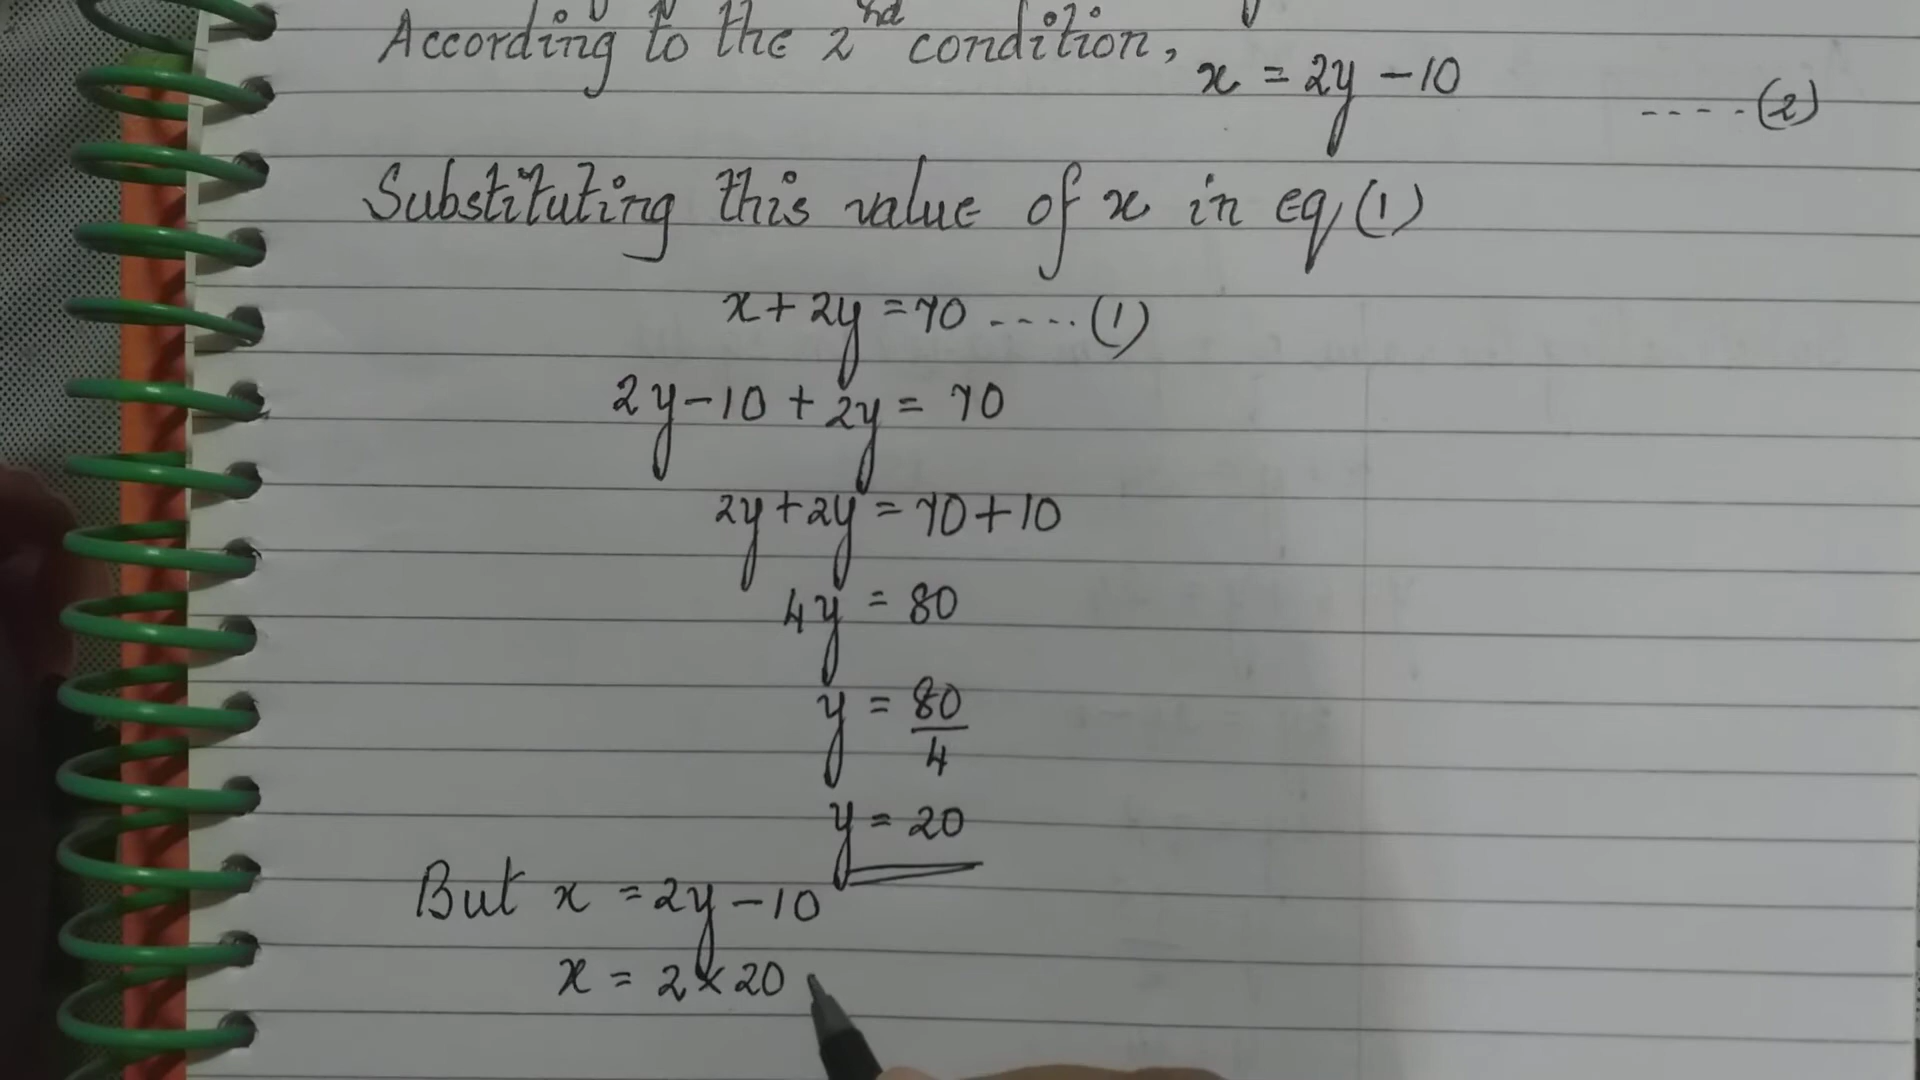 According to the 2nd condition,
x = 2y - 10 ....(2)
Substituting this value of x in eq (1)
x + 2y = 70 ....(1)
2y - 10 + 2y = 70
2y + 2y = 70 + 10
4y = 80
y = 80/4
y = 20
But x = 2y - 10
x = 2 × 20